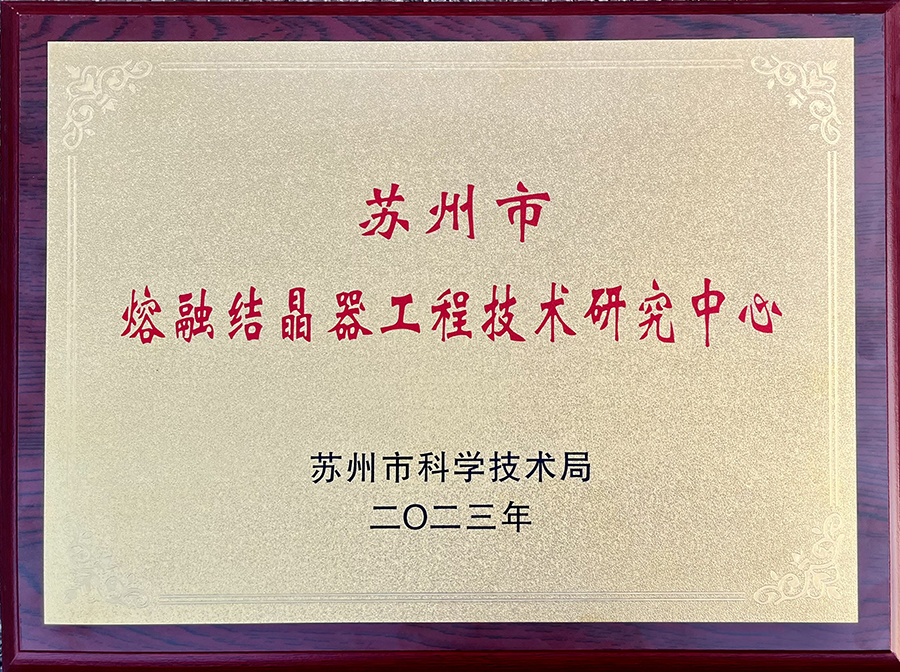 苏州市
熔融结晶器工程技术研究中心
苏州市科学技术局
二〇二三年